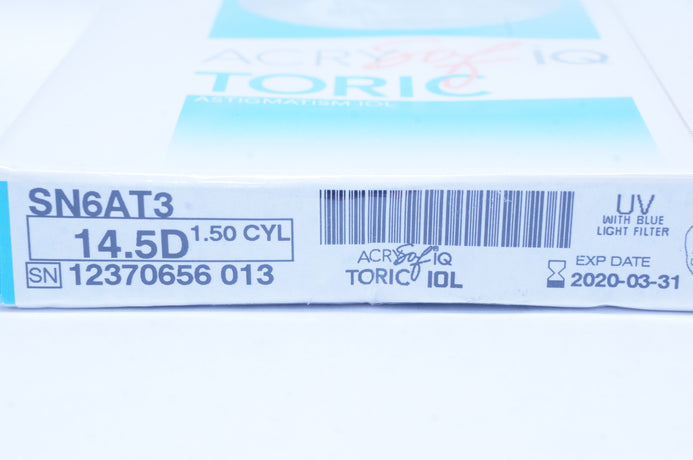 ACRYSof iQ
TORIC
ASTIGMATISM IOL
SN6AT3
14.5D 1.50 CYL
SN 12370656 013
ACRYSof iQ
TORIC IOL
UV
WITH BLUE
LIGHT FILTER
EXP DATE
2020-03-31